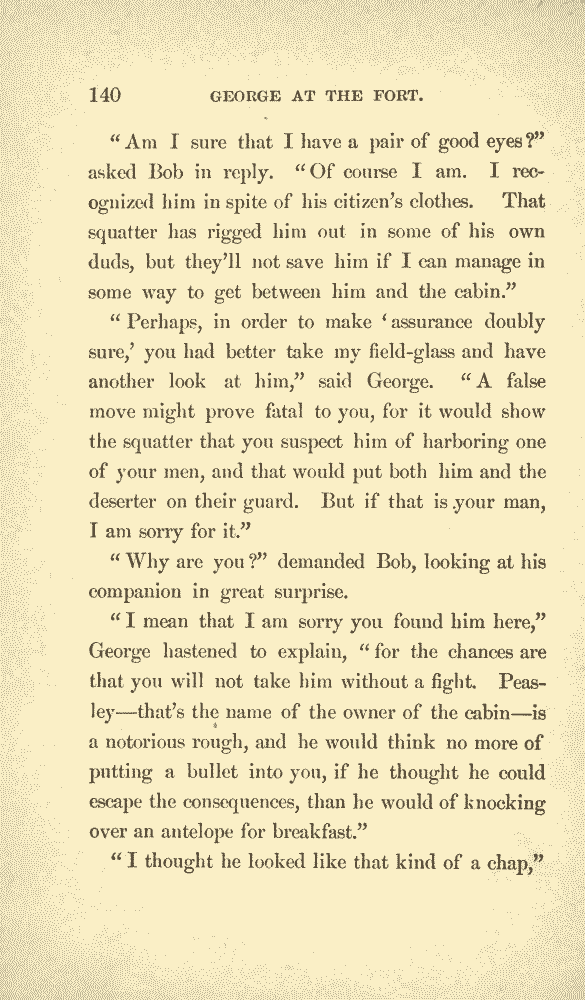 140 GEORGE AT THE FORT.
“Am I sure that I have a pair of good eyes?”
asked Bob in reply. “Of course I am. I rec-
ognized him in spite of his citizen’s clothes. That
squatter has rigged him out in some of his own
duds, but they’ll not save him if I can manage in
some way to get between him and the cabin.”
“Perhaps, in order to make ‘assurance doubly
sure,’ you had better take my field-glass and have
another look at him,” said George. “A false
move might prove fatal to you, for it would show
the squatter that you suspect him of harboring one
of your men, and that would put both him and the
deserter on their guard. But if that is your man,
I am sorry for it.”
“Why are you?” demanded Bob, looking at his
companion in great surprise.
“I mean that I am sorry you found him here,”
George hastened to explain, “for the chances are
that you will not take him without a fight. Peas-
ley—that’s the name of the owner of the cabin—is
a notorious rough, and he would think no more of
putting a bullet into you, if he thought he could
escape the consequences, than he would of knocking
over an antelope for breakfast.”
“I thought he looked like that kind of a chap,”